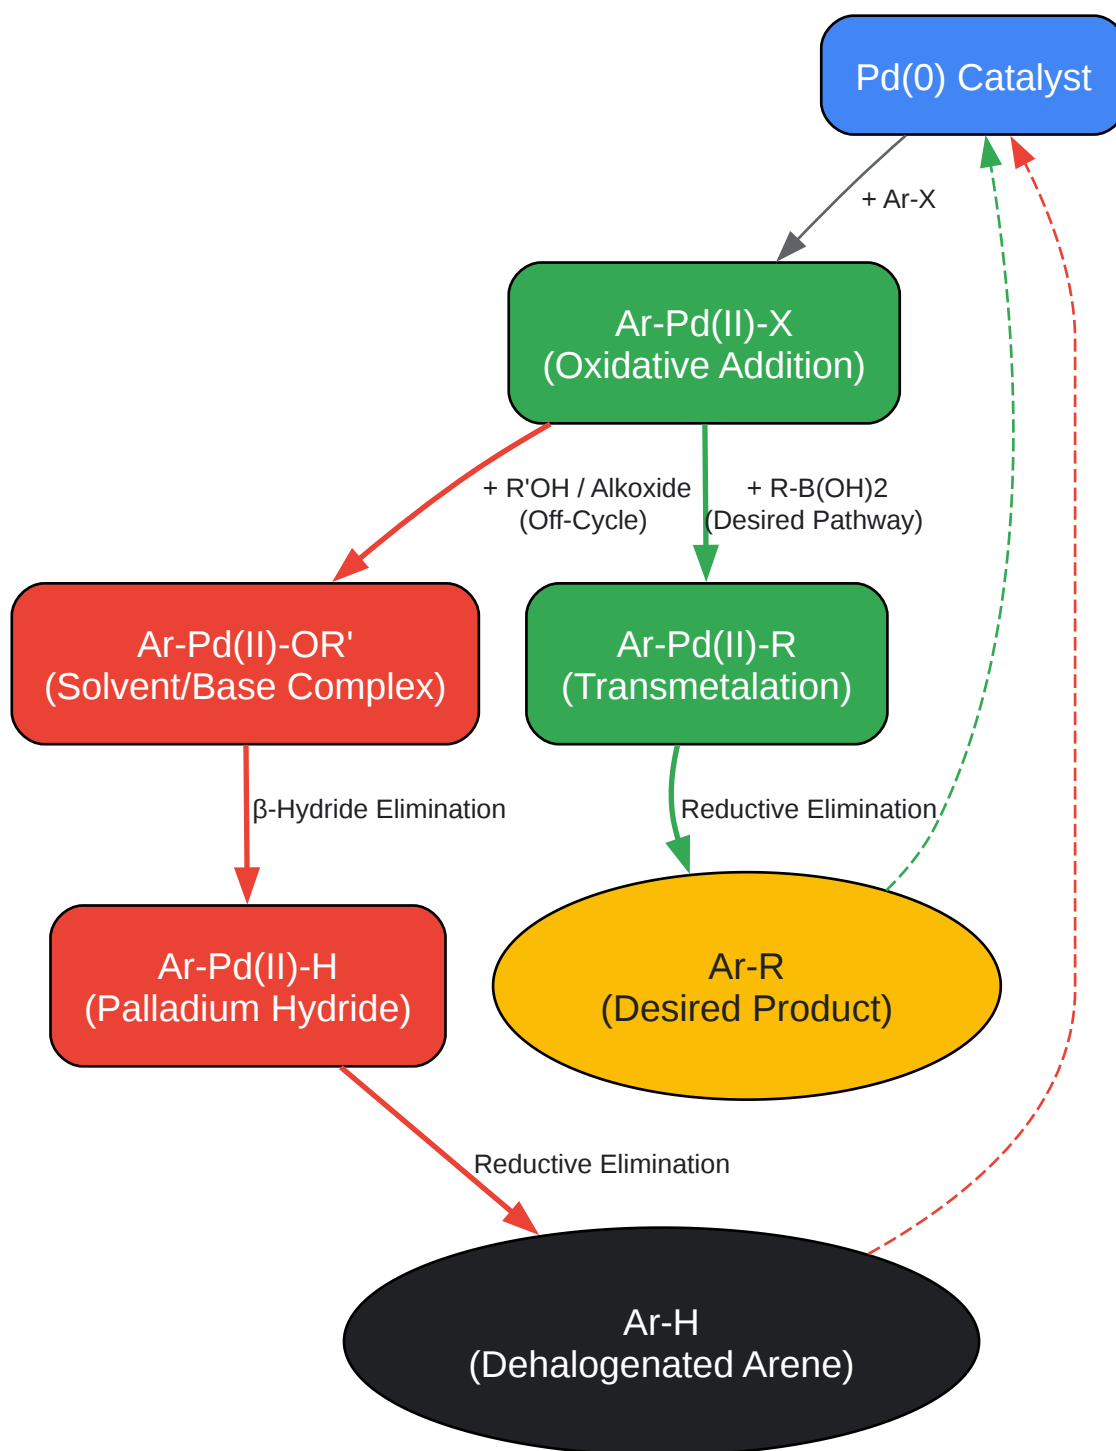 Pd(0) Catalyst
+ Ar-X
Ar-Pd(II)-X
(Oxidative Addition)
+ R'OH / Alkoxide
(Off-Cycle)
+ R-B(OH)2
(Desired Pathway)
Ar-Pd(II)-OR'
(Solvent/Base Complex)
Ar-Pd(II)-R
(Transmetalation)
β-Hydride Elimination
Reductive Elimination
Ar-Pd(II)-H
(Palladium Hydride)
Ar-R
(Desired Product)
Reductive Elimination
Ar-H
(Dehalogenated Arene)